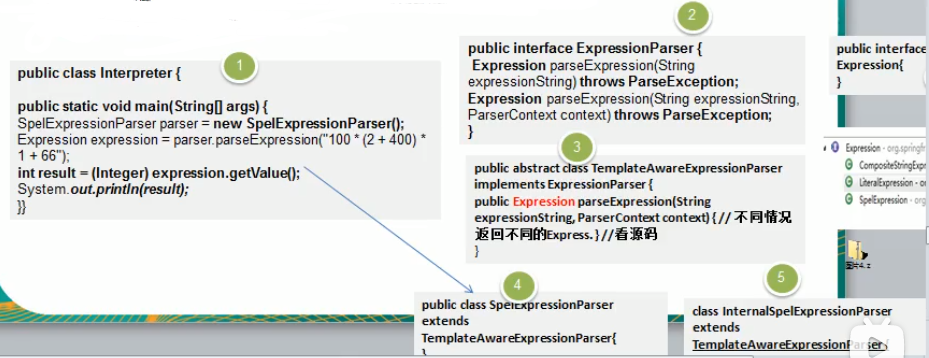 1
public class Interpreter {
public static void main(String[] args) {
SpelExpressionParser parser = new SpelExpressionParser();
Expression expression = parser.parseExpression("100 * (2 + 400) *
1 + 66");
int result = (Integer) expression.getValue();
System.out.println(result);
}}
2
public interface ExpressionParser {
Expression parseExpression(String
expressionString) throws ParseException;
Expression parseExpression(String expressionString,
ParserContext context) throws ParseException;
}
3
public abstract class TemplateAwareExpressionParser
implements ExpressionParser {
public Expression parseExpression(String
expressionString, ParserContext context) { // 不同情况
返回不同的Express. } //看源码
}
4
public class SpelExpressionParser
extends
TemplateAwareExpressionParser{
}
5
class InternalSpelExpressionParser
extends
TemplateAwareExpressionParser {
public interface
Expression{
}
Expression - org.springfr
CompositeStringExpr
LiteralExpression - o
SpelExpression - org